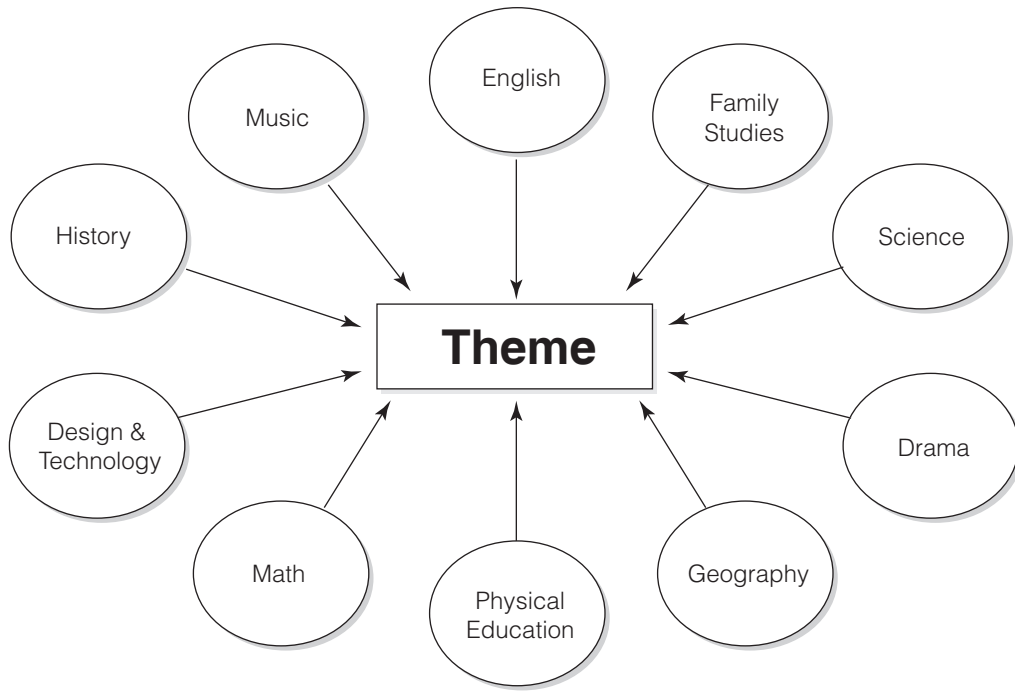 English
Music
Family
Studies
History
Science
Theme
Design &
Technology
Drama
Math
Geography
Physical
Education